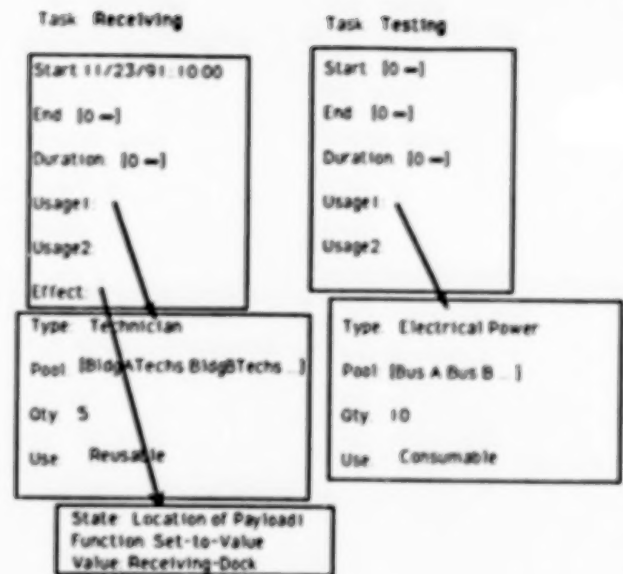 Task Receiving
Start 11/23/91:10:00
End [0 ∞]
Duration [0 ∞]
Usage1:
Usage2:
Effect:
Type: Technician
Pool: [BldgATechs BldgBTechs ...]
Qty 5
Use Reusable
State: Location of Payload1
Function: Set-to-Value
Value: Receiving-Dock
Task Testing
Start [0 ∞]
End [0 ∞]
Duration [0 ∞]
Usage1:
Usage2
Type: Electrical Power
Pool: [Bus A Bus B ... ]
Qty. 10
Use: Consumable